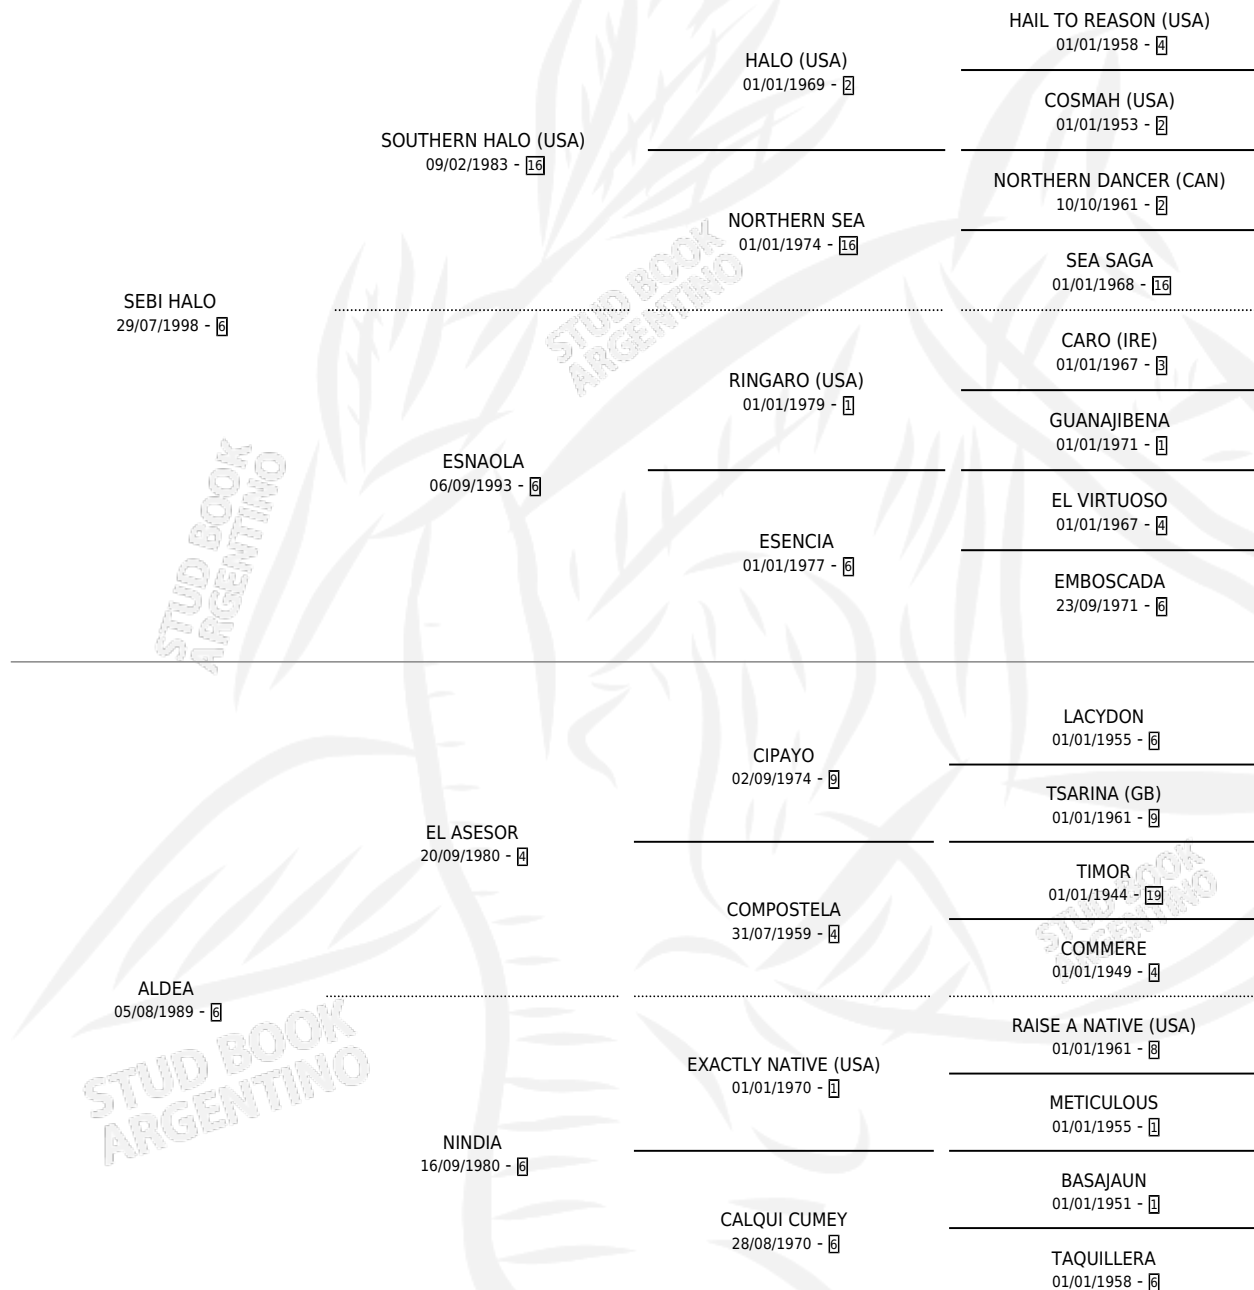 HAIL TO REASON (USA)
01/01/1958 - 4
HALO (USA)
01/01/1969 - 2
COSMAH (USA)
01/01/1953 - 2
SOUTHERN HALO (USA)
09/02/1983 - 16
NORTHERN DANCER (CAN)
10/10/1961 - 2
NORTHERN SEA
01/01/1974 - 16
SEA SAGA
01/01/1968 - 16
SEBI HALO
29/07/1998 - 6
CARO (IRE)
01/01/1967 - 3
RINGARO (USA)
01/01/1979 - 1
GUANAJIBENA
01/01/1971 - 1
ESNAOLA
06/09/1993 - 6
EL VIRTUOSO
01/01/1967 - 4
ESENCIA
01/01/1977 - 6
EMBOSCADA
23/09/1971 - 6
LACYDON
01/01/1955 - 6
CIPAYO
02/09/1974 - 9
TSARINA (GB)
01/01/1961 - 9
EL ASESOR
20/09/1980 - 4
TIMOR
01/01/1944 - 19
COMPOSTELA
31/07/1959 - 4
COMMERE
01/01/1949 - 4
ALDEA
05/08/1989 - 6
RAISE A NATIVE (USA)
01/01/1961 - 8
EXACTLY NATIVE (USA)
01/01/1970 - 1
METICULOUS
01/01/1955 - 1
NINDIA
16/09/1980 - 6
BASAJAUN
01/01/1951 - 1
CALQUI CUMEY
28/08/1970 - 6
TAQUILLERA
01/01/1958 - 6
STUD BOOK
ARGENTINO
STUD BOOK
ARGENTINO
STUD BOOK
ARGENTINO
STUD BOOK
ARGENTINO